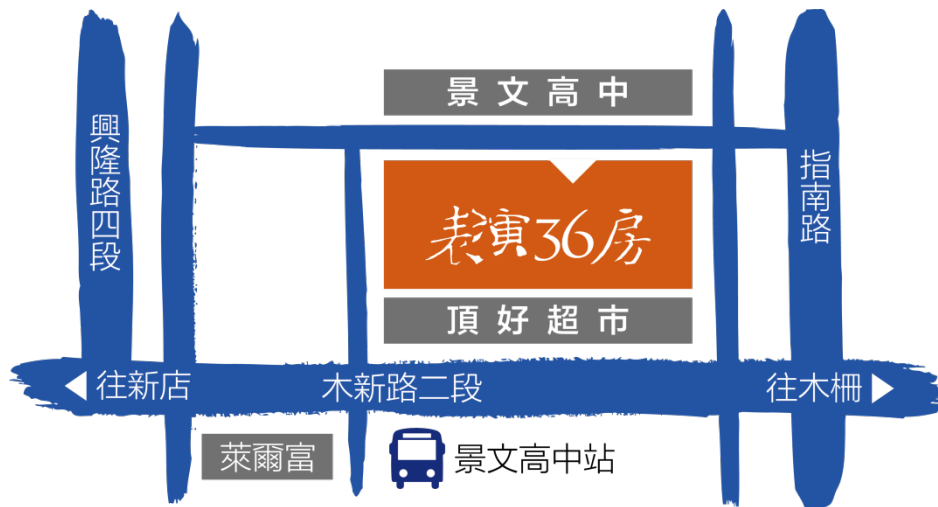 景文高中
興隆路四段
指南路
表演36房
頂好超市
往新店
木新路二段
往木柵
萊爾富
景文高中站